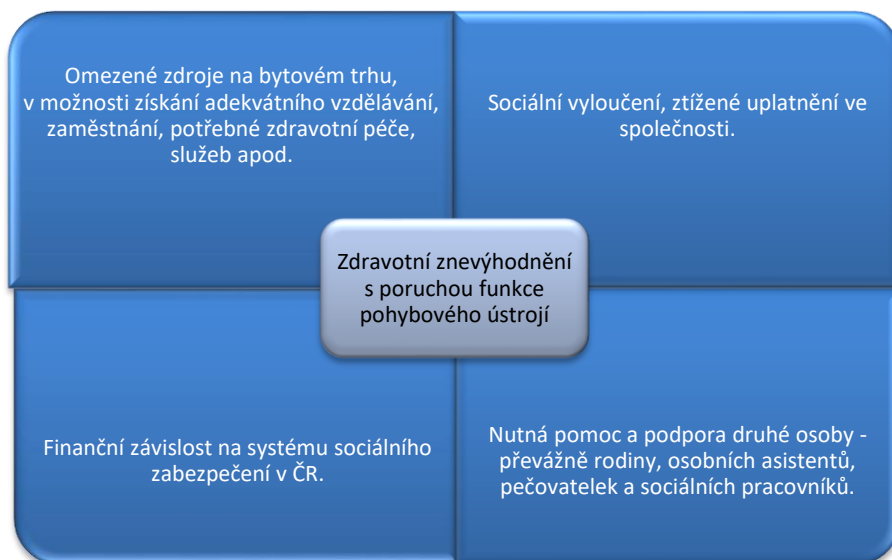 Omezené zdroje na bytovém trhu,
v možnosti získání adekvátního vzdělávání,
zaměstnání, potřebné zdravotní péče,
služeb apod.
Sociální vyloučení, ztížené uplatnění ve
společnosti.
Zdravotní znevýhodnění
s poruchou funkce
pohybového ústrojí
Finanční závislost na systému sociálního
zabezpečení v ČR.
Nutná pomoc a podpora druhé osoby -
převážně rodiny, osobních asistentů,
pečovatelek a sociálních pracovníků.